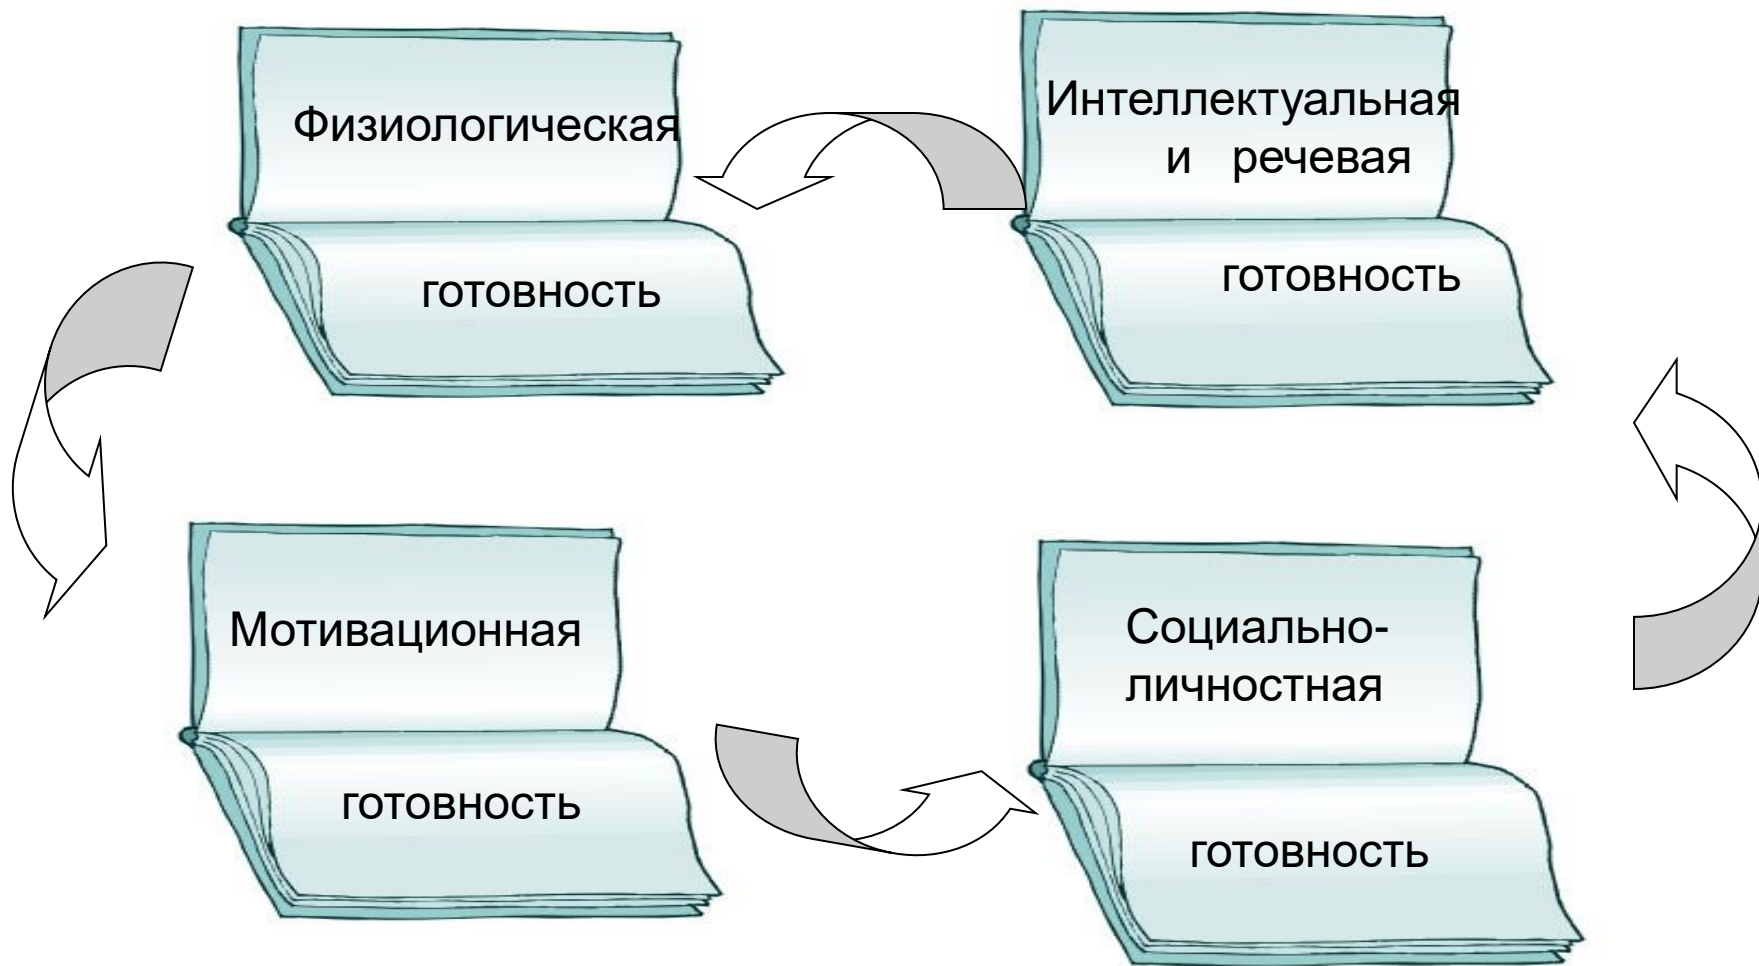 Физиологическая
готовность
Интеллектуальная
и речевая
готовность
Мотивационная
готовность
Социально-
личностная
готовность